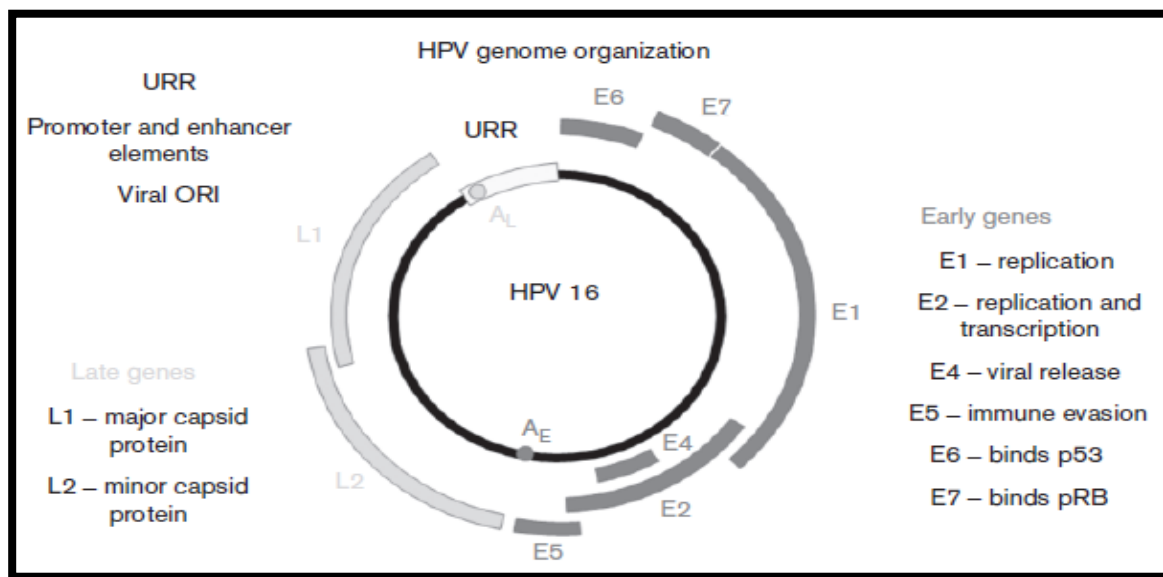 HPV genome organization
URR
Promoter and enhancer
elements
Viral ORI
URR
E6
E7
A_L
L1
HPV 16
E1
A_E
E4
L2
E2
E5
Late genes
L1 – major capsid
protein
L2 – minor capsid
protein
Early genes
E1 – replication
E2 – replication and
transcription
E4 – viral release
E5 – immune evasion
E6 – binds p53
E7 – binds pRB